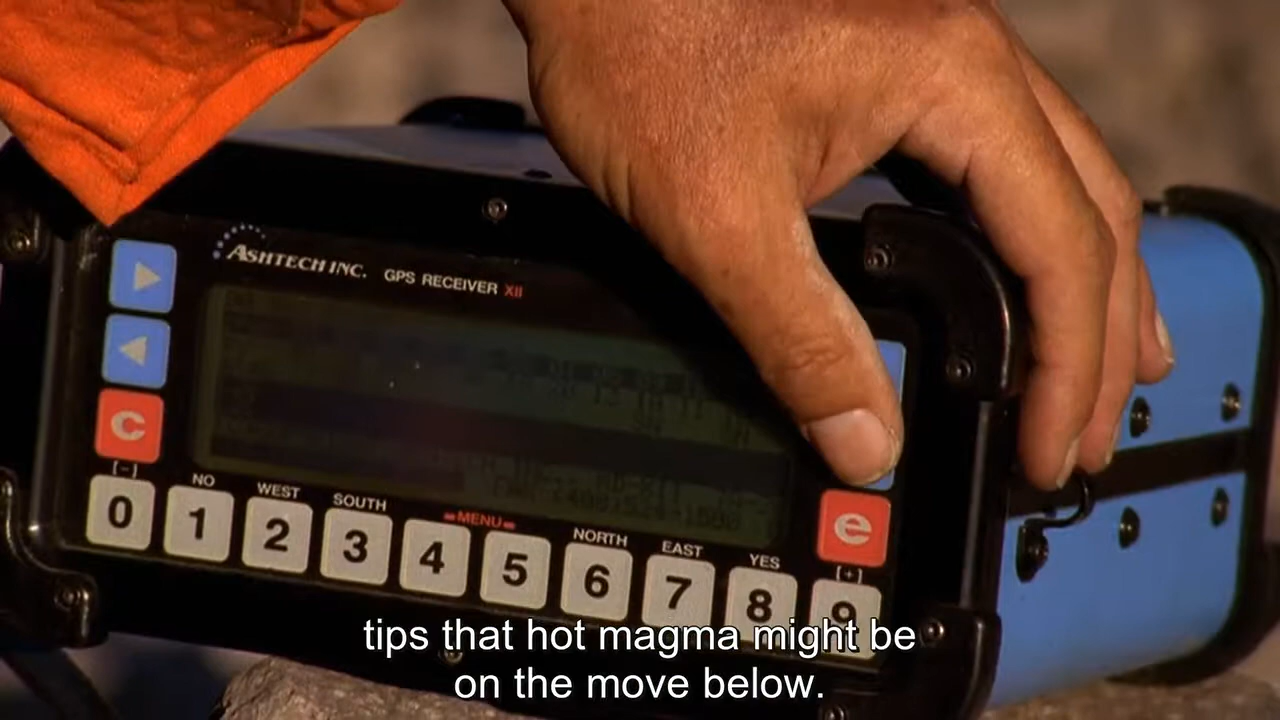 ASHTECH INC. GPS RECEIVER XII
c
[-] NO WEST SOUTH MENU NORTH EAST YES [+]
e
0 1 2 3 4 5 6 7 8 9
tips that hot magma might be
on the move below.